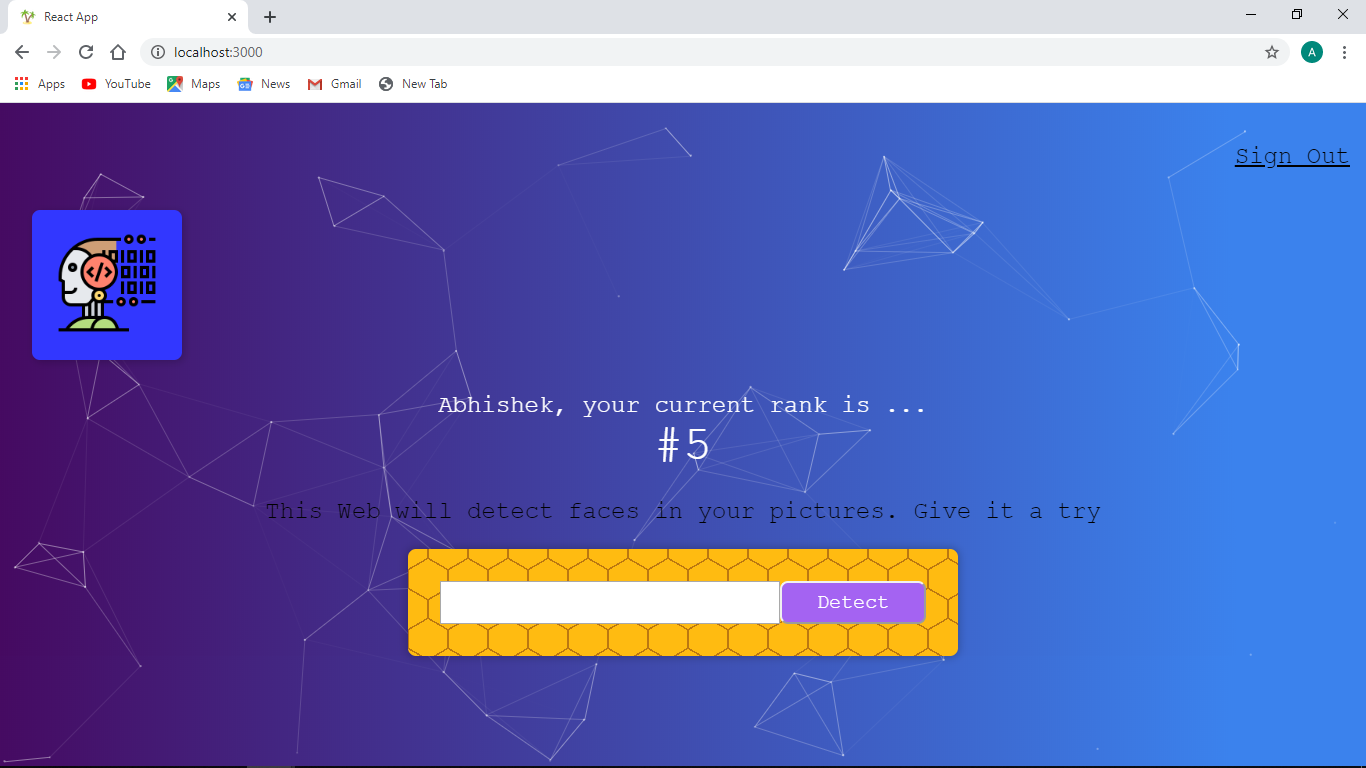 React App
localhost:3000
A
Apps
YouTube
Maps
News
Gmail
New Tab
Sign Out
Abhishek, your current rank is ...
#5
This Web will detect faces in your pictures. Give it a try
Detect